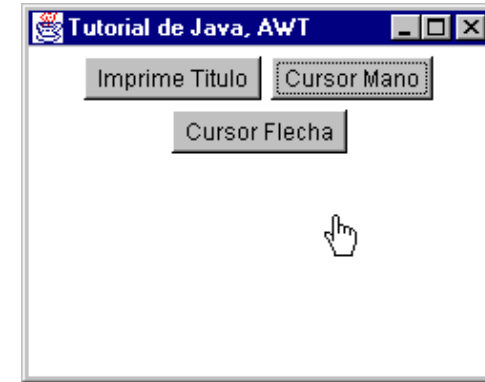 Tutorial de Java, AWT
Imprime Titulo Cursor Mano
Cursor Flecha